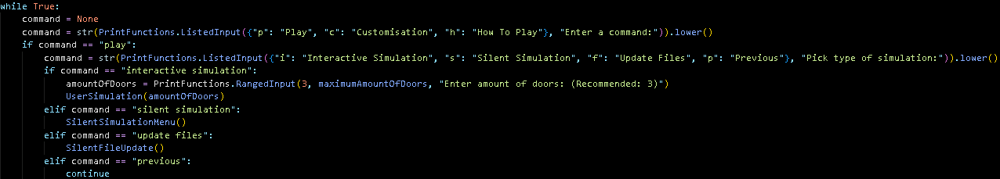 while True:
    command = None
    command = str(PrintFunctions.ListedInput({"p": "Play", "c": "Customisation", "h": "How To Play"}, "Enter a command:")).lower()
    if command == "play":
        command = str(PrintFunctions.ListedInput({"i": "Interactive Simulation", "s": "Silent Simulation", "f": "Update Files", "p": "Previous"}, "Pick type of simulation:")).lower()
        if command == "interactive simulation":
            amountOfDoors = PrintFunctions.RangedInput(3, maximumAmountOfDoors, "Enter amount of doors: (Recommended: 3)")
            UserSimulation(amountOfDoors)
        elif command == "silent simulation":
            SilentSimulationMenu()
        elif command == "update files":
            SilentFileUpdate()
        elif command == "previous":
            continue